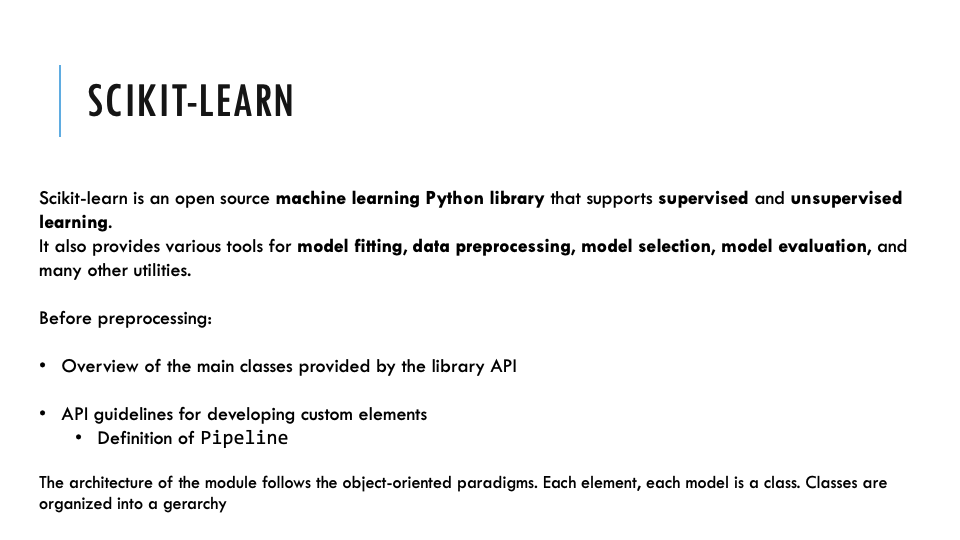 SCIKIT-LEARN
Scikit-learn is an open source machine learning Python library that supports supervised and unsupervised
learning.
It also provides various tools for model fitting, data preprocessing, model selection, model evaluation, and
many other utilities.
Before preprocessing:
• Overview of the main classes provided by the library API
• API guidelines for developing custom elements
• Definition of Pipeline
The architecture of the module follows the object-oriented paradigms. Each element, each model is a class. Classes are
organized into a gerarchy